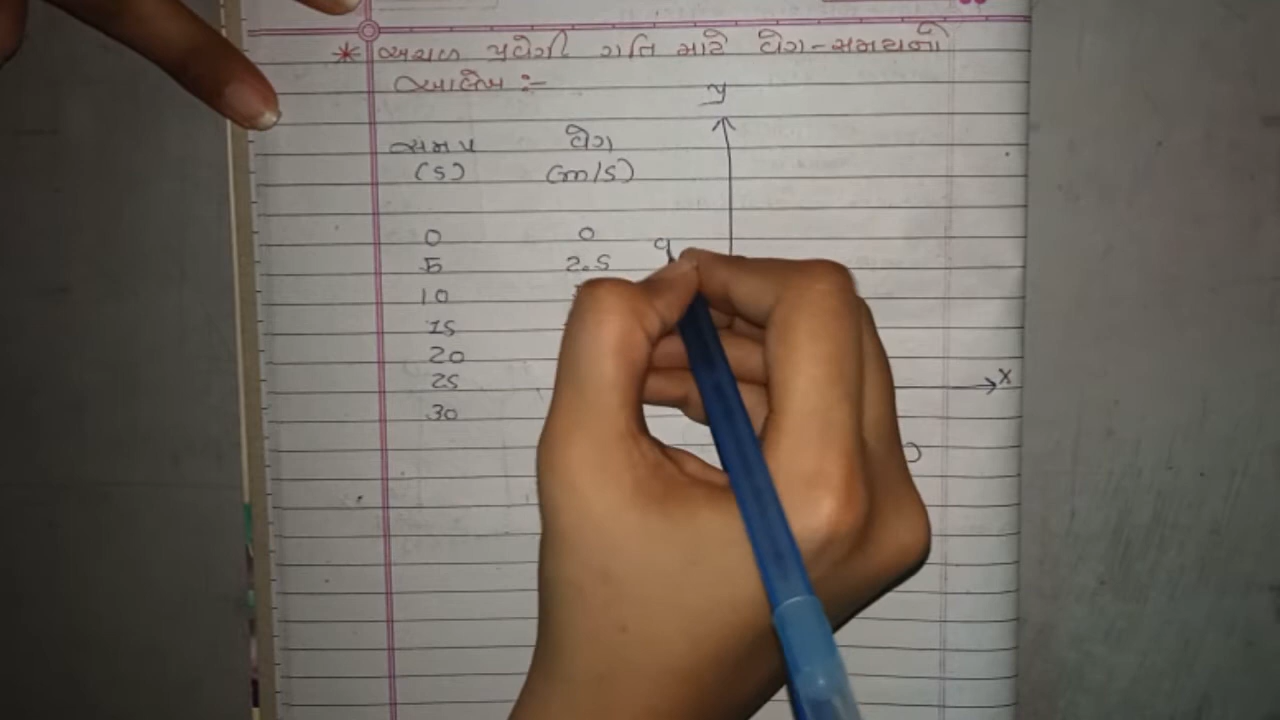 * અચળ પ્રવેગી ગતિ માટે વેગ-સમયનો
આલેખ :-
y
સમય વેગ
(s) (m/s)
0 0
5 2.5
10
15
20
25 x
30